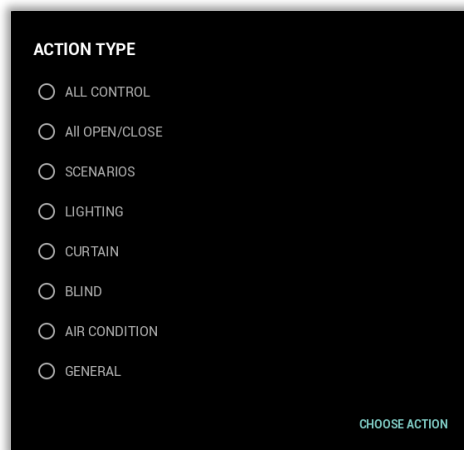 ACTION TYPE
ALL CONTROL
All OPEN/CLOSE
SCENARIOS
LIGHTING
CURTAIN
BLIND
AIR CONDITION
GENERAL
CHOOSE ACTION